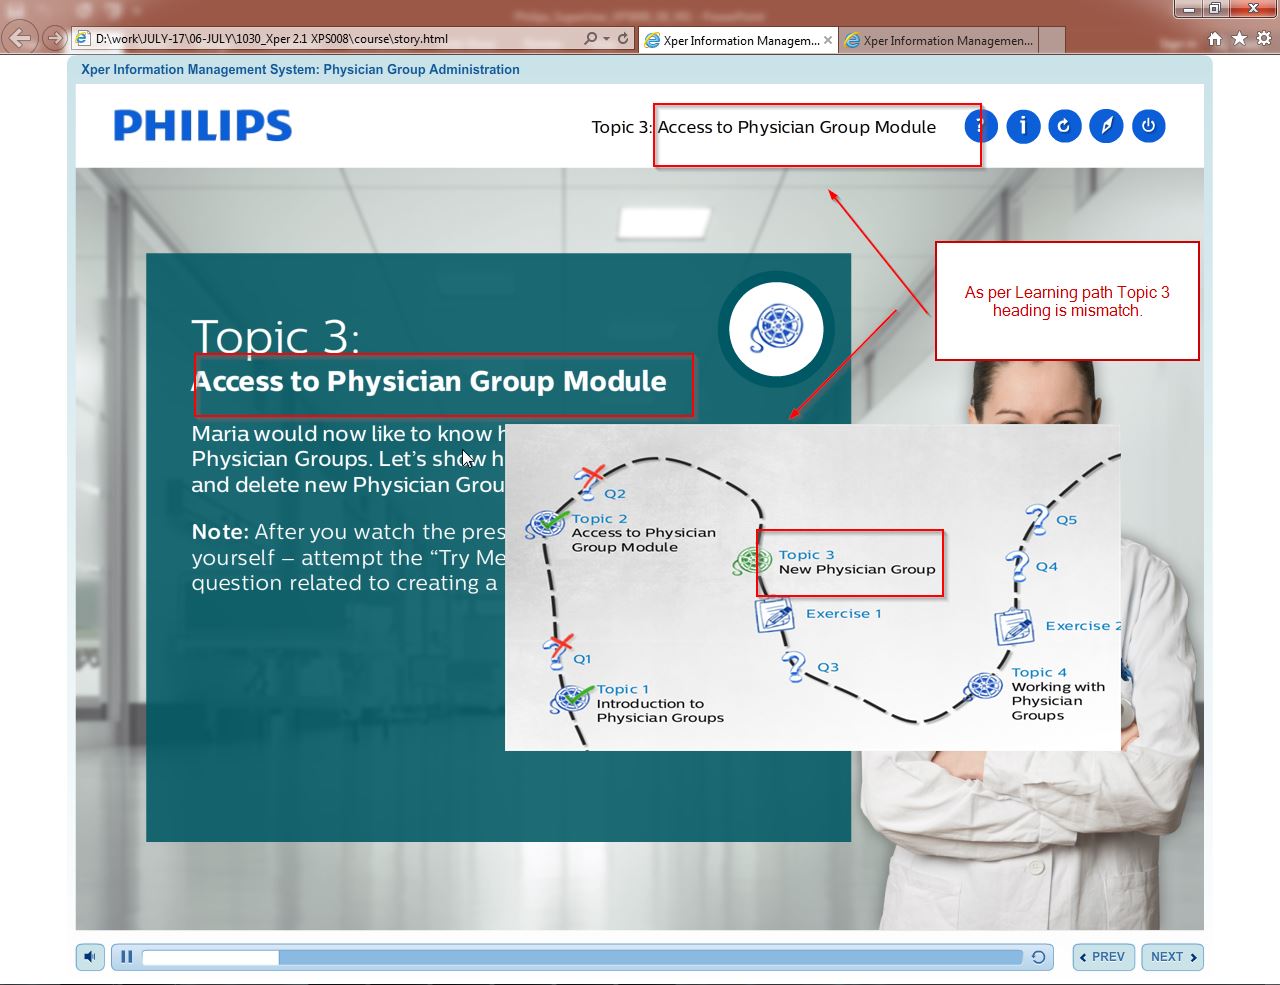 D:\work\JULY-17\06-JULY\1030_Xper 2.1 XPS008\course\story.html
Xper Information Managem...
Xper Information Managemen...
Xper Information Management System: Physician Group Administration
PHILIPS
Topic 3: Access to Physician Group Module
As per Learning path Topic 3
heading is mismatch.
Topic 3:
Access to Physician Group Module
Maria would now like to know h
Physician Groups. Let’s show h
and delete new Physician Grou
Note: After you watch the pres
yourself – attempt the “Try Me
question related to creating a
Q2
Topic 2
Access to Physician
Group Module
Q1
Topic 1
Introduction to
Physician Groups
Topic 3
New Physician Group
Exercise 1
Q3
Q5
Q4
Exercise 2
Topic 4
Working with
Physician
Groups
PREV
NEXT